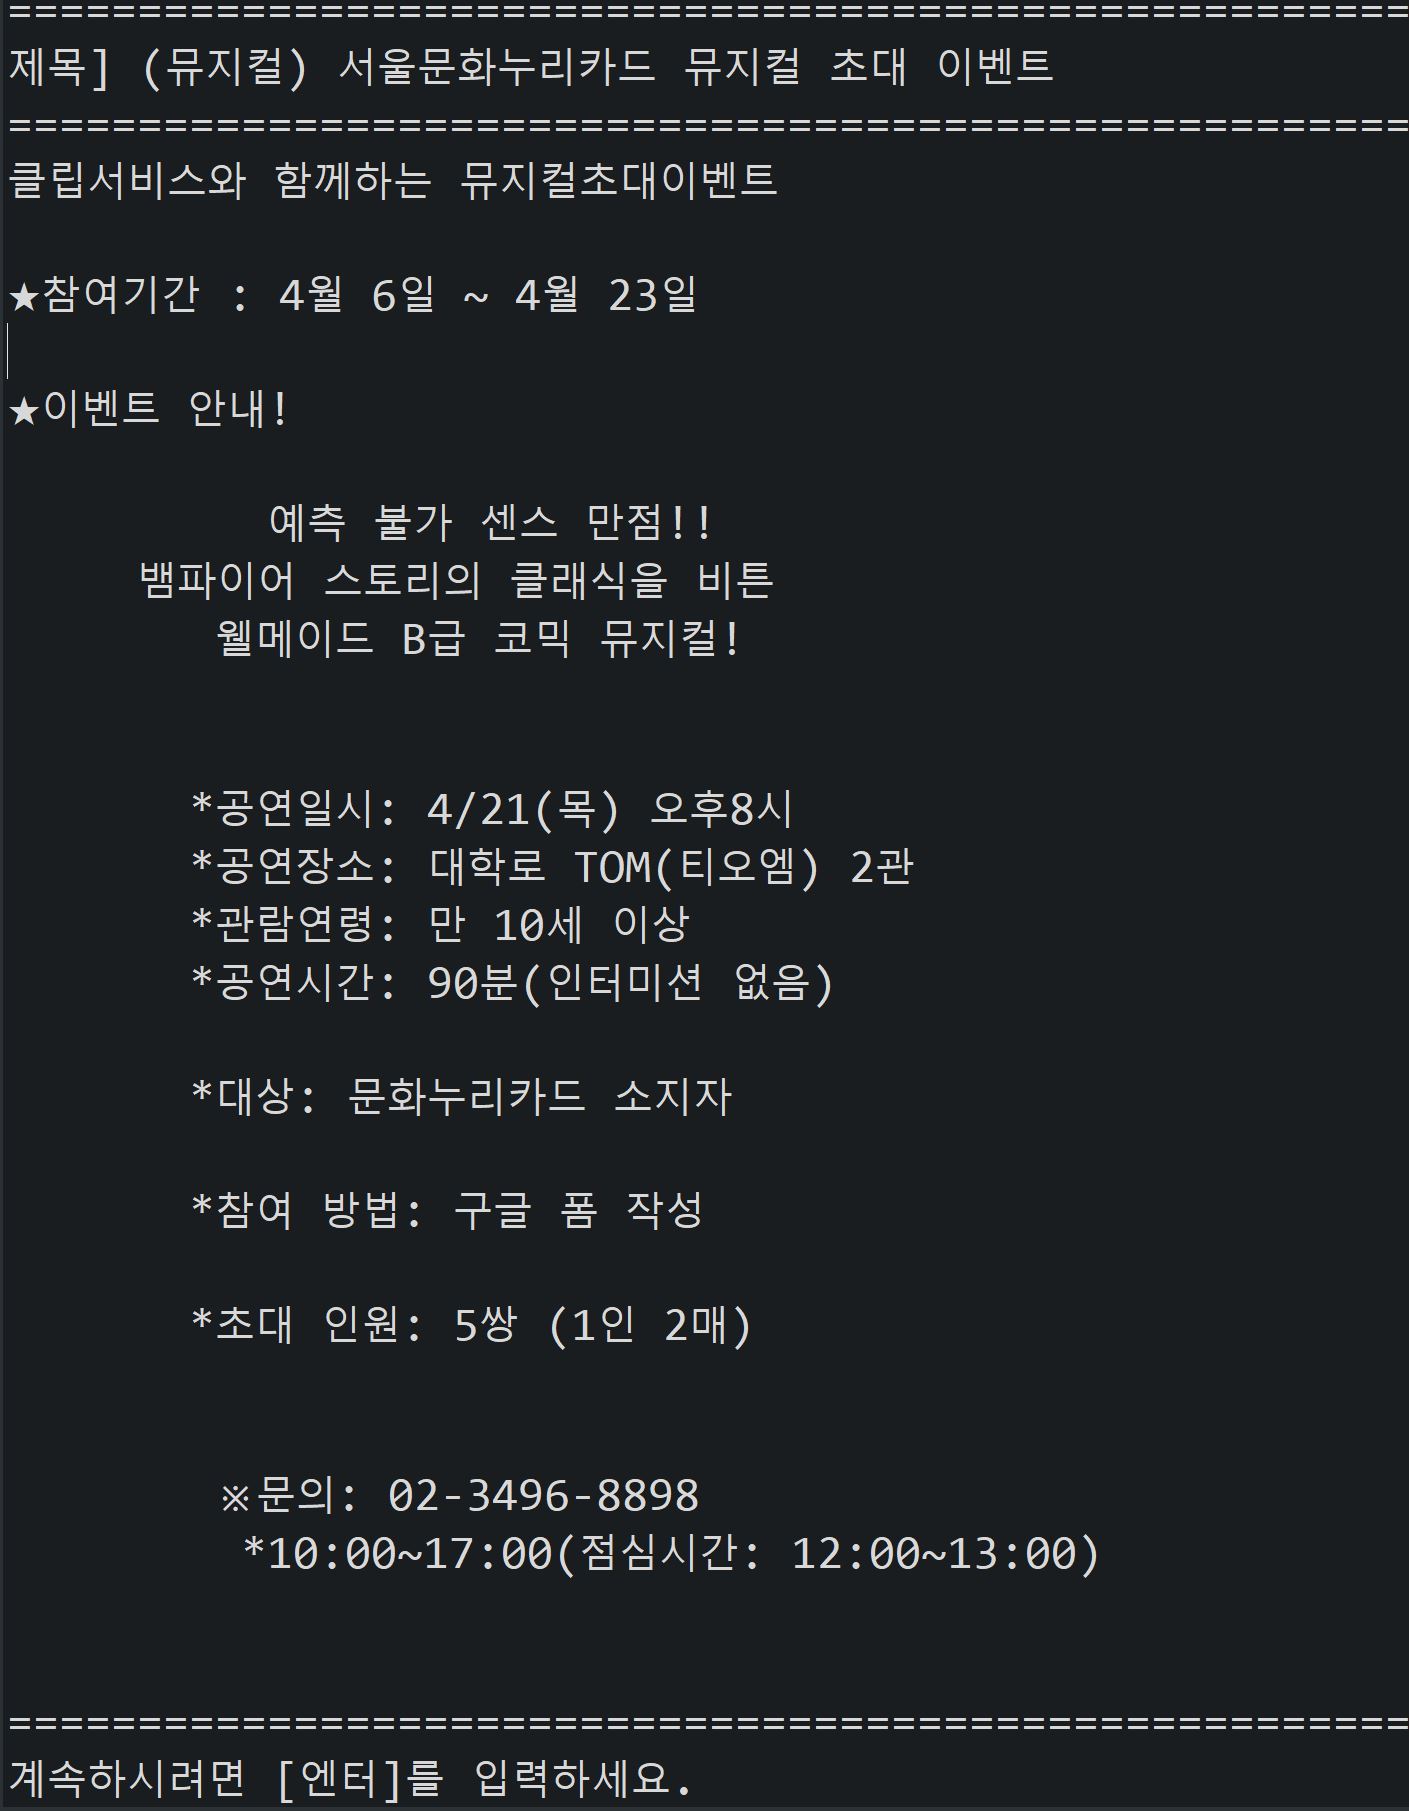 ======================================================
제목] (뮤지컬) 서울문화누리카드 뮤지컬 초대 이벤트
======================================================
클립서비스와 함께하는 뮤지컬초대이벤트
★참여기간 : 4월 6일 ~ 4월 23일
★이벤트 안내!
예측 불가 센스 만점!!
뱀파이어 스토리의 클래식을 비튼
웰메이드 B급 코믹 뮤지컬!
*공연일시: 4/21(목) 오후8시
*공연장소: 대학로 TOM(티오엠) 2관
*관람연령: 만 10세 이상
*공연시간: 90분(인터미션 없음)
*대상: 문화누리카드 소지자
*참여 방법: 구글 폼 작성
*초대 인원: 5쌍 (1인 2매)
※문의: 02-3496-8898
*10:00~17:00(점심시간: 12:00~13:00)
======================================================
계속하시려면 [엔터]를 입력하세요.